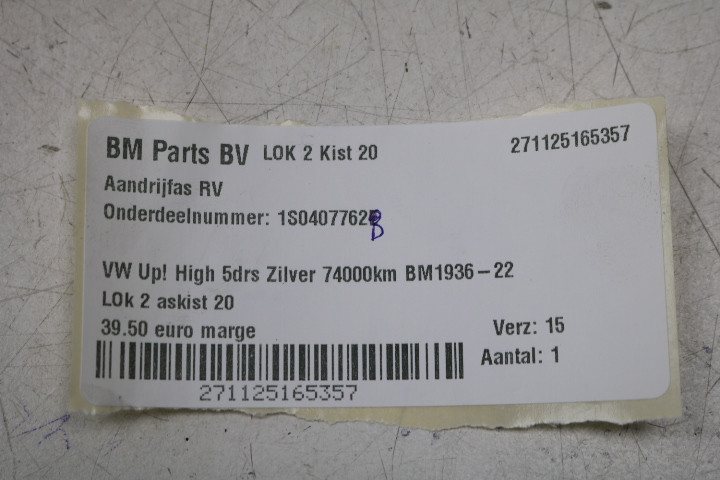 BM Parts BV LOK 2 Kist 20 271125165357
Aandrijfas RV
Onderdeelnummer: 1S0407762B
VW Up! High 5drs Zilver 74000km BM1936-22
LOk 2 askist 20
39.50 euro marge Verz: 15
Aantal: 1
271125165357